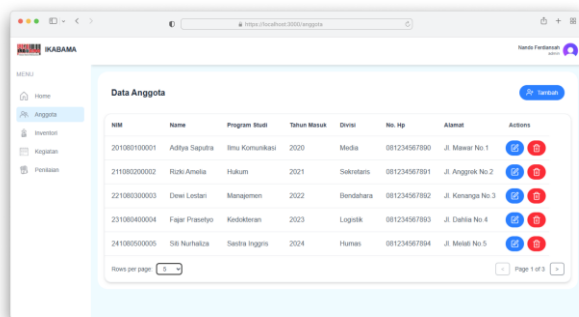 https://localhost:3000/anggota
IKABAMA
Nanda Ferdiansah
admin
MENU
Home
Anggota
Inventori
Kegiatan
Penilaian
Data Anggota
Tambah
NIM Name Program Studi Tahun Masuk Divisi No. Hp Alamat Actions
201080100001 Aditya Saputra Ilmu Komunikasi 2020 Media 081234567890 Jl. Mawar No.1
211080200002 Rizki Amelia Hukum 2021 Sekretaris 081234567891 Jl. Anggrek No.2
221080300003 Dewi Lestari Manajemen 2022 Bendahara 081234567892 Jl. Kenanga No.3
231080400004 Fajar Prasetyo Kedokteran 2023 Logistik 081234567893 Jl. Dahlia No.4
241080500005 Siti Nurhaliza Sastra Inggris 2024 Humas 081234567894 Jl. Melati No.5
Rows per page: 5
Page 1 of 3